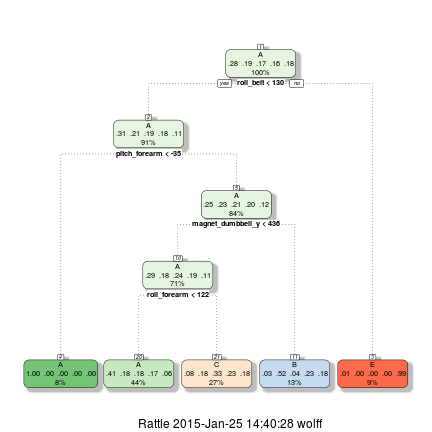 1
A
.28 .19 .17 .16 .18
100%
yes roll_belt < 130 no
2
A
.31 .21 .19 .18 .11
91%
pitch_forearm < -35
5
A
.25 .23 .21 .20 .12
84%
magnet_dumbbell_y < 436
10
A
.29 .18 .24 .19 .11
71%
roll_forearm < 122
4 20 21 11 3
A A C B E
1.00 .00 .00 .00 .00 .41 .18 .18 .17 .06 .08 .18 .33 .23 .18 .03 .52 .04 .23 .18 .01 .00 .00 .00 .99
8% 44% 27% 13% 9%
Rattle 2015-Jan-25 14:40:28 wolff